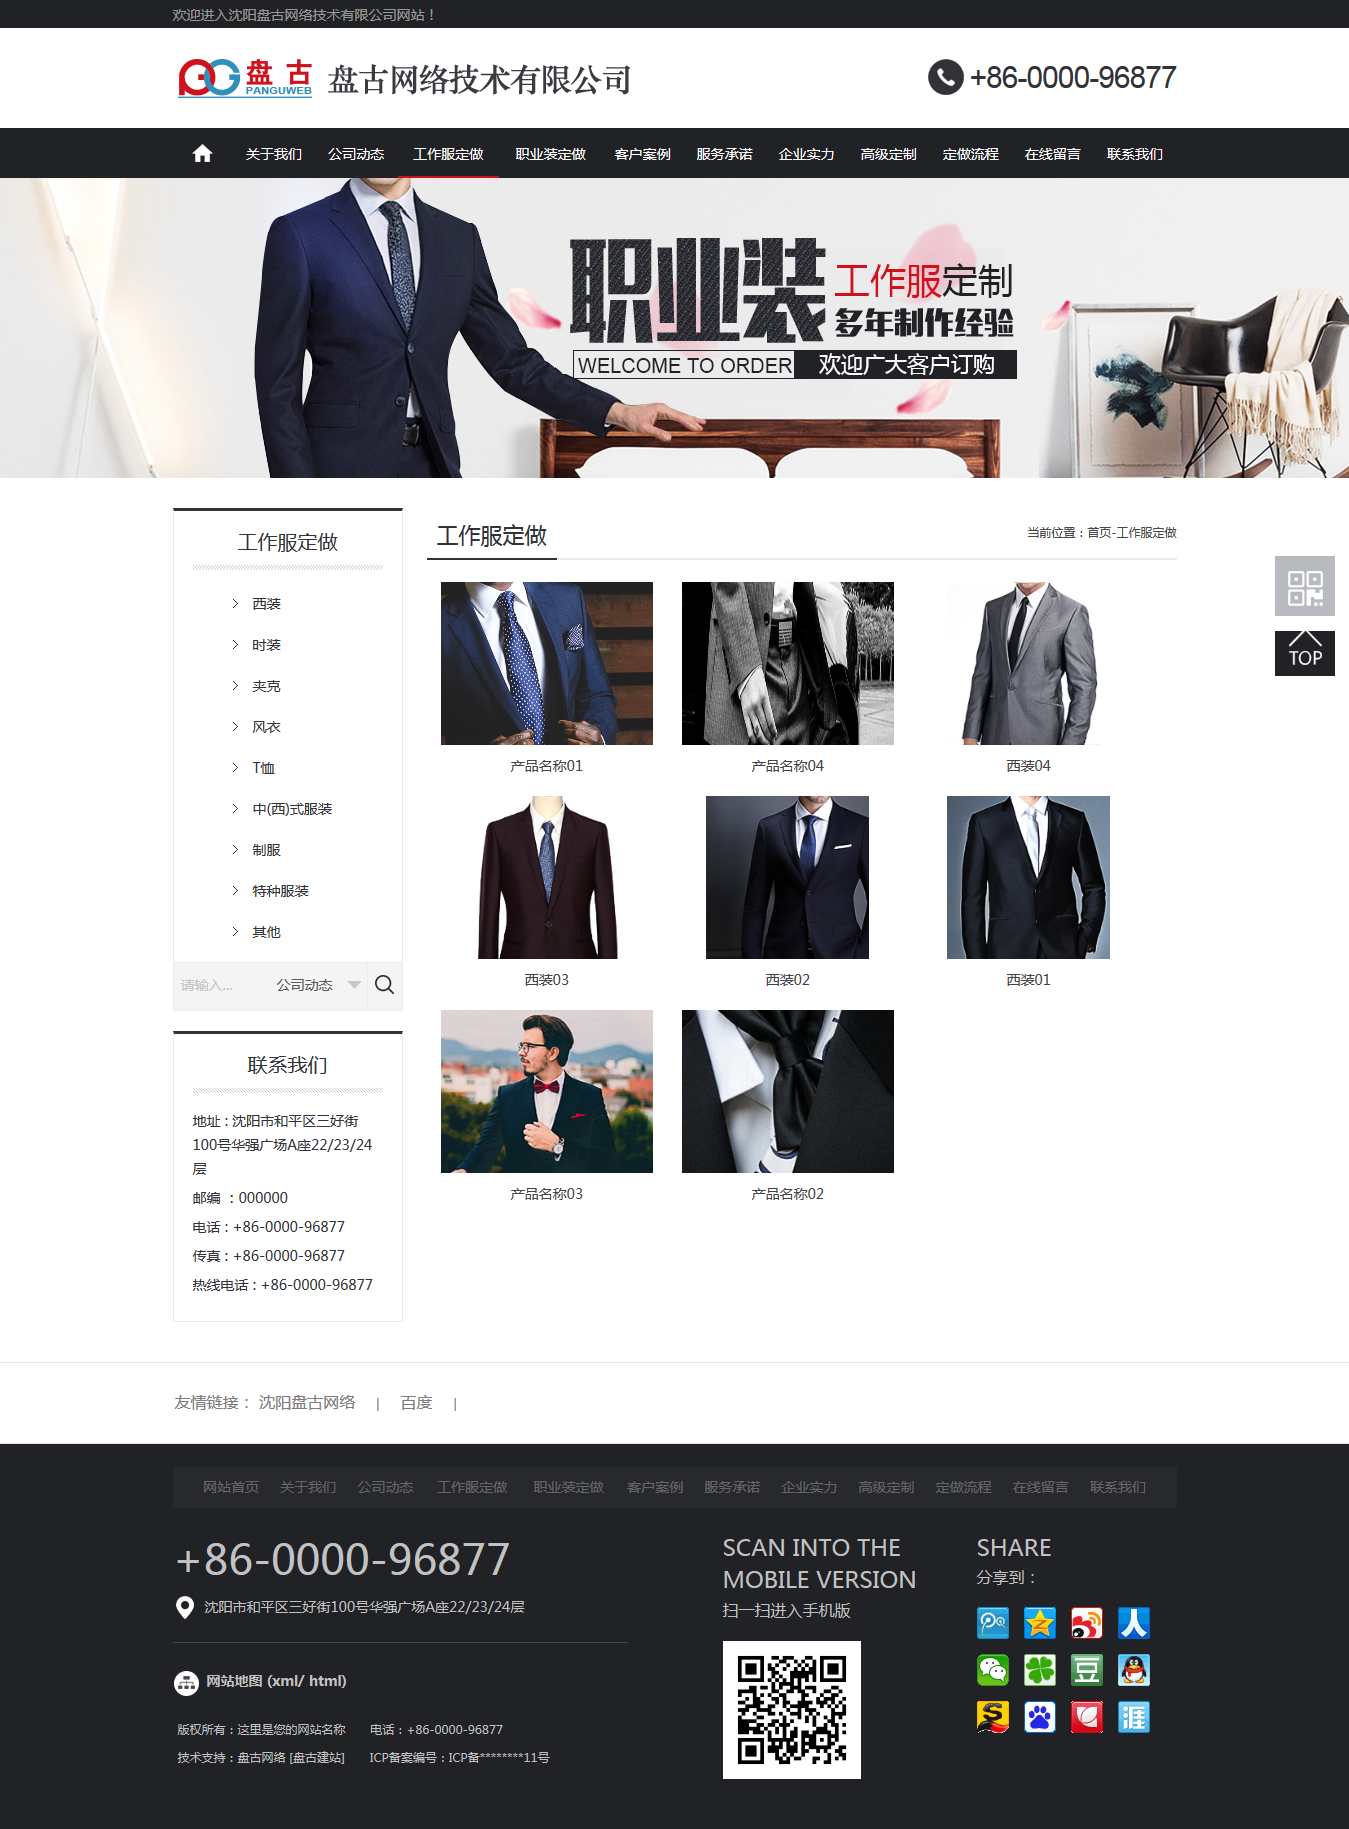 欢迎进入沈阳盘古网络技术有限公司网站！
盘古
PANGUWEB
盘古网络技术有限公司
+86-0000-96877
关于我们 公司动态 工作服定做 职业装定做 客户案例 服务承诺 企业实力 高级定制 定做流程 在线留言 联系我们
职业装
工作服定制
多年制作经验
WELCOME TO ORDER 欢迎广大客户订购
工作服定做
西装
时装
夹克
风衣
T恤
中(西)式服装
制服
特种服装
其他
请输入... 公司动态
联系我们
地址：沈阳市和平区三好街
100号华强广场A座22/23/24
层
邮编 ：000000
电话：+86-0000-96877
传真：+86-0000-96877
热线电话：+86-0000-96877
工作服定做
当前位置：首页-工作服定做
产品名称01 产品名称04 西装04
西装03 西装02 西装01
产品名称03 产品名称02
TOP
友情链接： 沈阳盘古网络 | 百度 |
网站首页 关于我们 公司动态 工作服定做 职业装定做 客户案例 服务承诺 企业实力 高级定制 定做流程 在线留言 联系我们
+86-0000-96877
沈阳市和平区三好街100号华强广场A座22/23/24层
网站地图 (xml/ html)
版权所有：这里是您的网站名称 电话：+86-0000-96877
技术支持：盘古网络 [盘古建站] ICP备案编号：ICP备********11号
SCAN INTO THE
MOBILE VERSION
扫一扫进入手机版
SHARE
分享到：
人
豆
涯